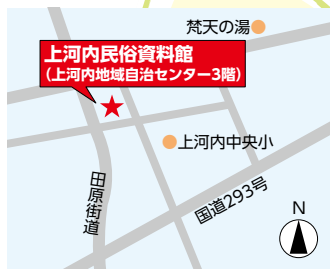 梵天の湯
上河内民俗資料館
(上河内地域自治センター3階)
上河内中央小
田原街道
国道293号
N